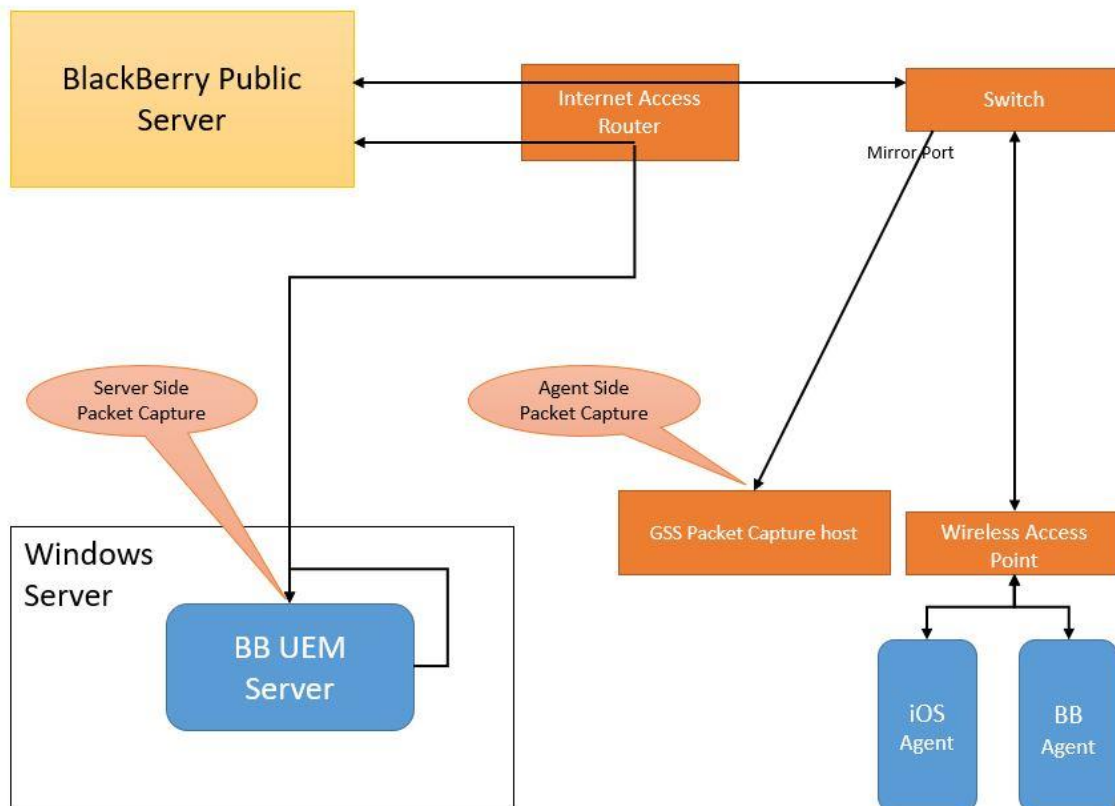 BlackBerry Public
Server
Internet Access
Router
Switch
Mirror Port
Server Side
Packet Capture
Agent Side
Packet Capture
GSS Packet Capture host
Wireless Access
Point
Windows
Server
BB UEM
Server
iOS
Agent
BB
Agent